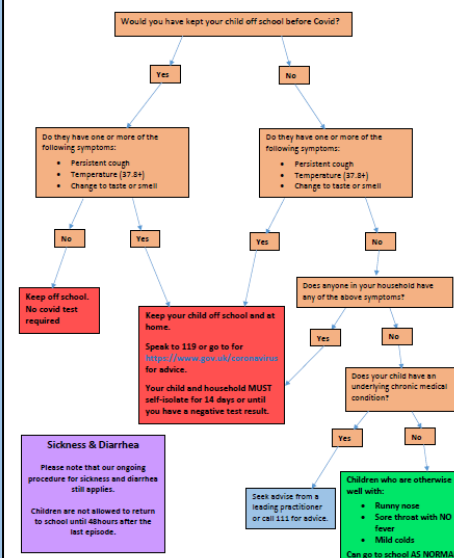 Would you have kept your child off school before Covid?
Yes
No
Do they have one or more of the
following symptoms:
• Persistent cough
• Temperature (37.8+)
• Change to taste or smell
Do they have one or more of the
following symptoms:
• Persistent cough
• Temperature (37.8+)
• Change to taste or smell
No
Yes
Yes
No
Keep off school.
No covid test
required
Keep your child off school and at
home.
Speak to 119 or go to for
https://www.gov.uk/coronavirus
for advice.
Your child and household MUST
self-isolate for 14 days or until
you have a negative test result.
Does anyone in your household have
any of the above symptoms?
Yes
No
Does your child have an
underlying chronic medical
condition?
Yes
No
Sickness & Diarrhea
Please note that our ongoing
procedure for sickness and diarrhea
still applies.
Children are not allowed to return
to school until 48hours after the
last episode.
Seek advise from a
leading practitioner
or call 111 for advice.
Children who are otherwise
well with:
• Runny nose
• Sore throat with NO
fever
• Mild colds
Can go to school AS NORMA